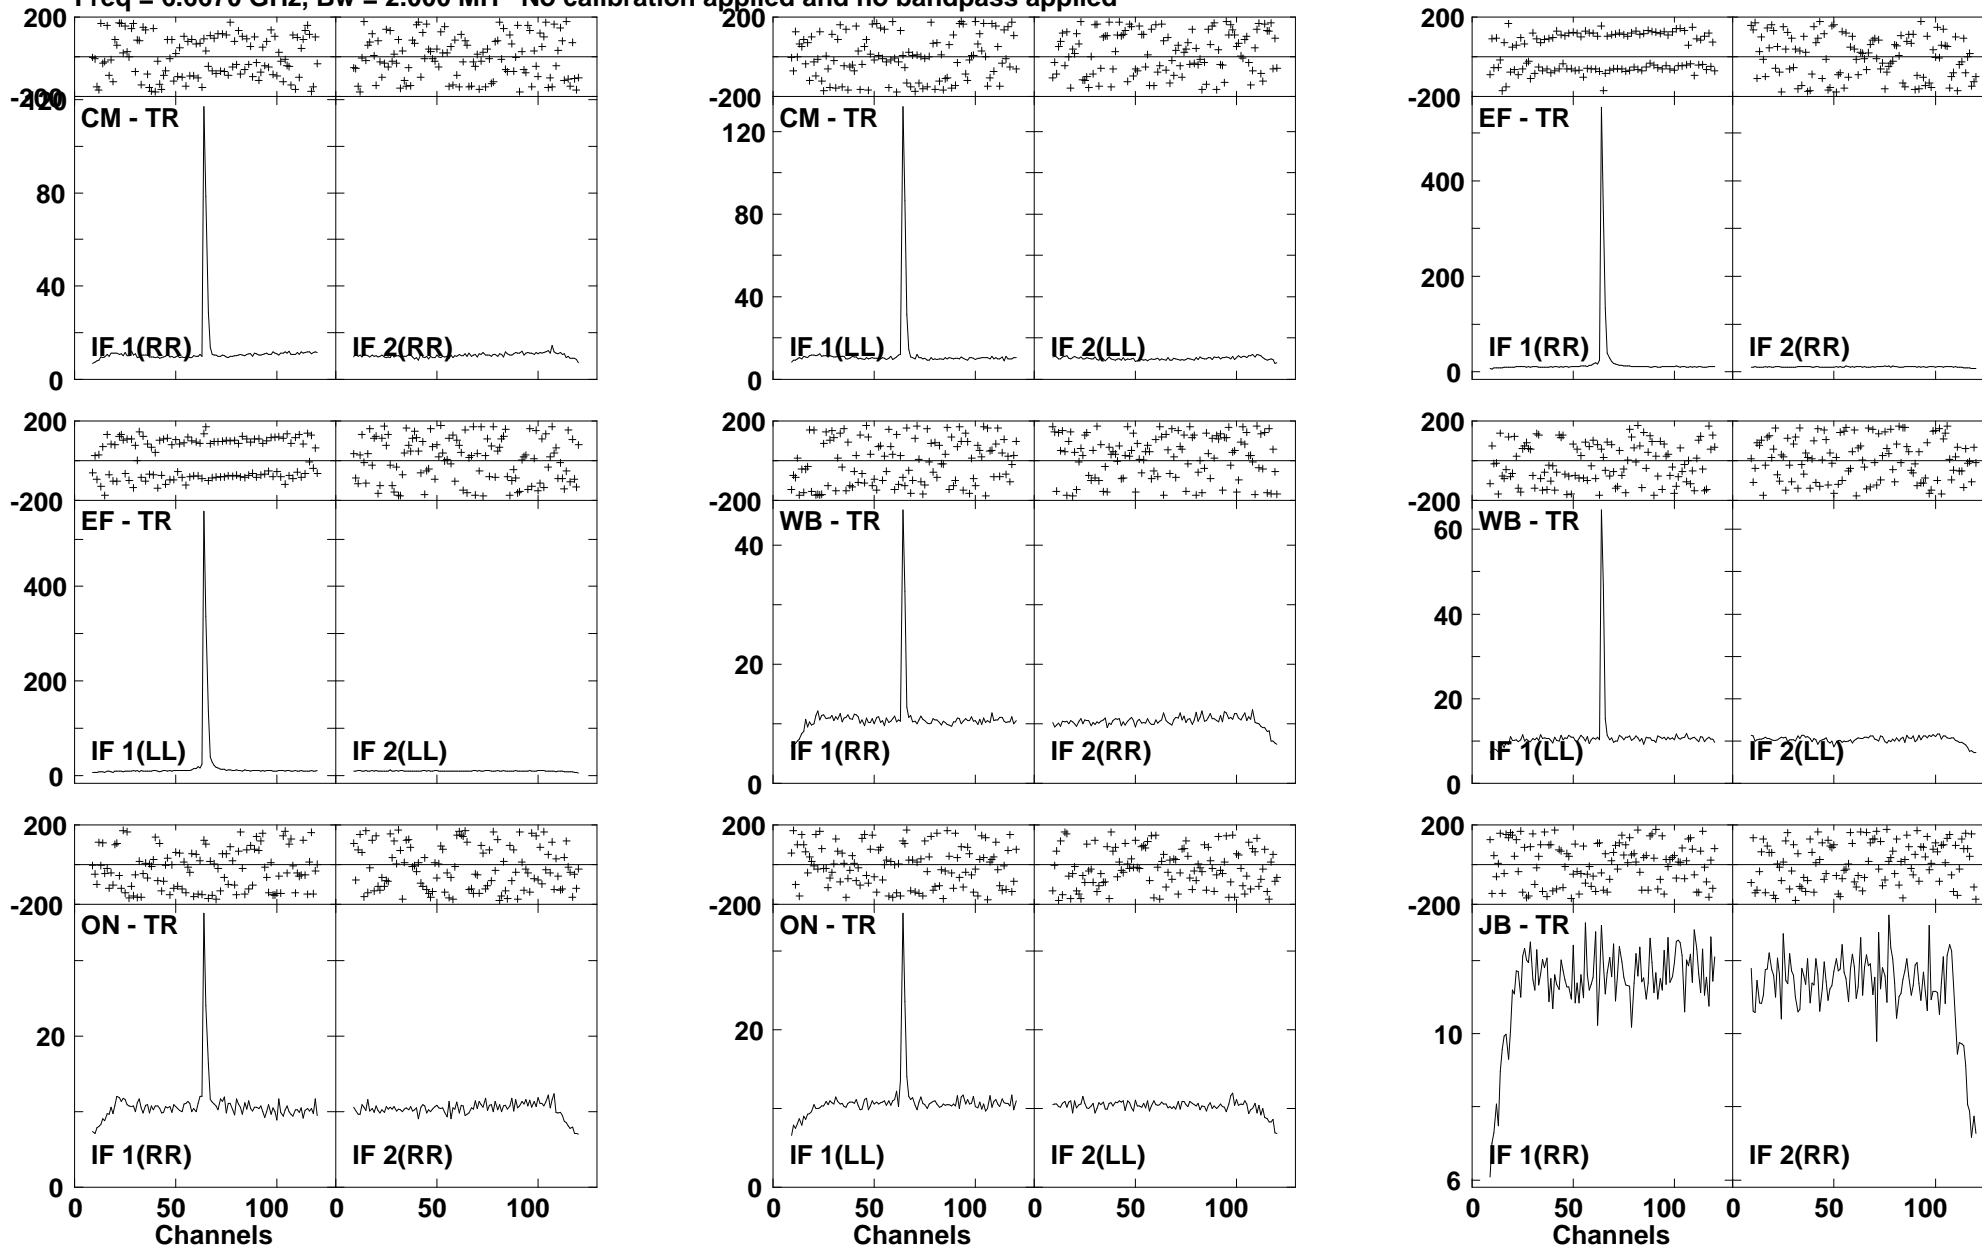 Freq = 6.6670 GHz, Bw = 2.000 MH No calibration applied and no bandpass applied
200 200 200
-200 -200 -200
120
CM - TR CM - TR EF - TR
120
400
80
80
200
40 40
IF 1(RR) IF 2(RR) IF 1(LL) IF 2(LL) IF 1(RR) IF 2(RR)
0 0 0
200 200 200
-200 -200 -200
EF - TR WB - TR WB - TR
60
40
400
40
200 20 20
IF 1(LL) IF 2(LL) IF 1(RR) IF 2(RR) IF 1(LL) IF 2(LL)
0 0 0
200 200 200
-200 -200 -200
ON - TR ON - TR JB - TR
20 20 10
IF 1(RR) IF 2(RR) IF 1(LL) IF 2(LL) IF 1(RR) IF 2(RR)
0 0 6
0 50 100 0 50 100 0 50 100 0 50 100 0 50 100 0 50 100
Channels Channels Channels